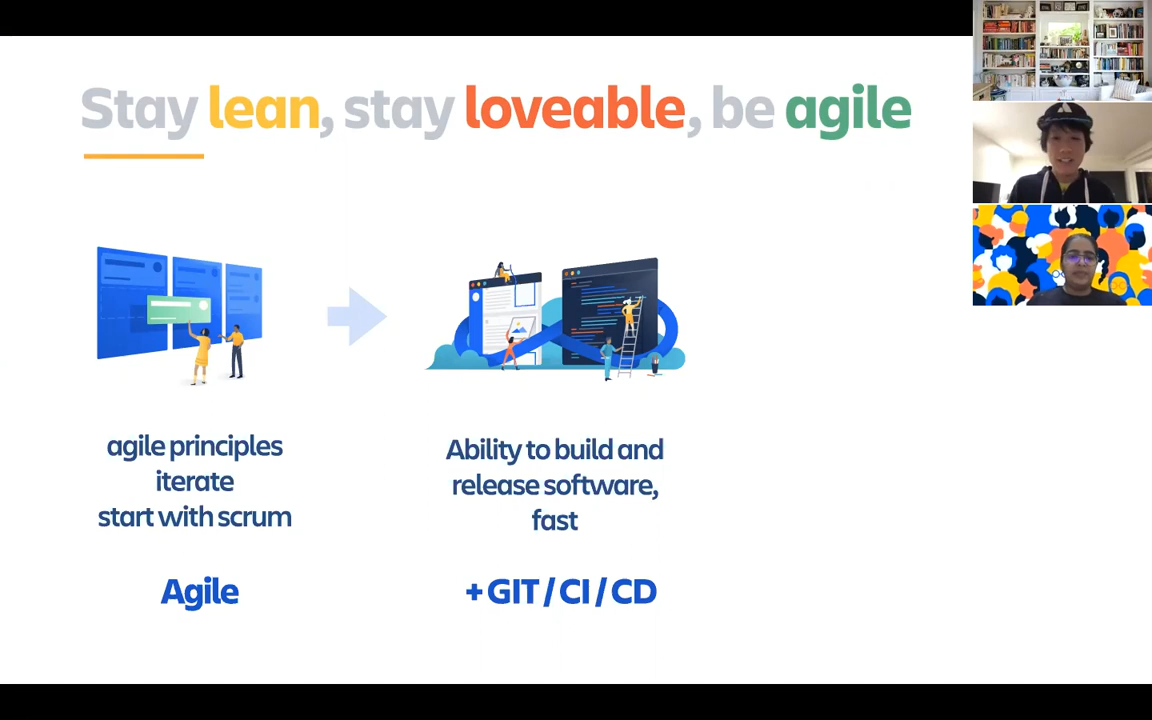 Stay lean, stay loveable, be agile
agile principles
iterate
start with scrum
Agile
Ability to build and
release software,
fast
+ GIT / CI / CD